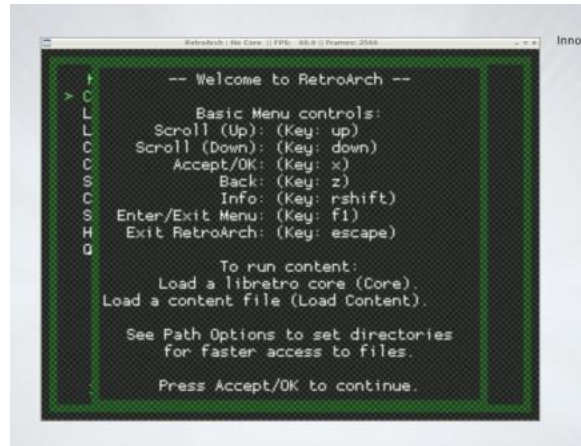 RetroArch : No Core || FPS: 60.0 || Frames: 2560
Inno
-- Welcome to RetroArch --
> C
L
Basic Menu controls:
L
Scroll (Up): (Key: up)
C
Scroll (Down): (Key: down)
C
Accept/OK: (Key: x)
S
Back: (Key: z)
C
Info: (Key: rshift)
S
Enter/Exit Menu: (Key: f1)
H
Exit RetroArch: (Key: escape)
Q
To run content:
Load a libretro core (Core).
Load a content file (Load Content).
See Path Options to set directories
for faster access to files.
Press Accept/OK to continue.